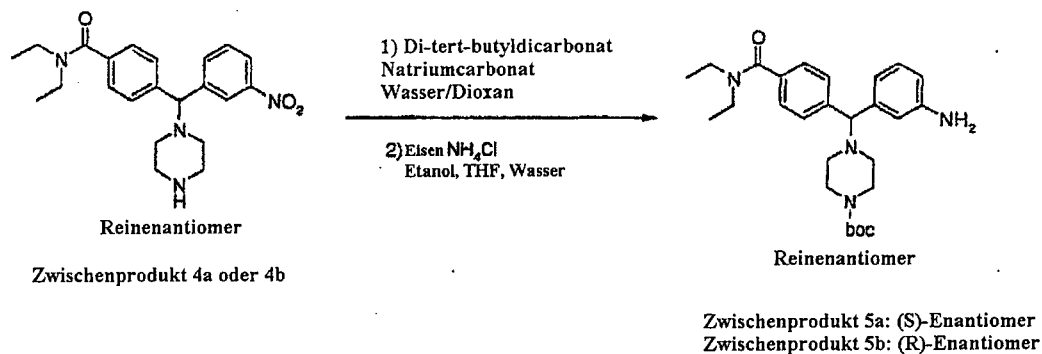 O
N
NO2
N
N
H
Reinenantiomer
Zwischenprodukt 4a oder 4b
1) Di-tert-butyldicarbonat
Natriumcarbonat
Wasser/Dioxan
2) Eisen NH4Cl
Etanol, THF, Wasser
O
N
NH2
N
N
boc
Reinenantiomer
Zwischenprodukt 5a: (S)-Enantiomer
Zwischenprodukt 5b: (R)-Enantiomer